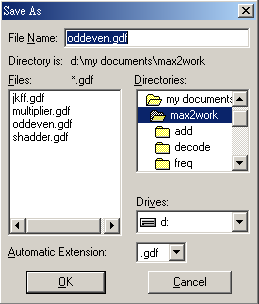 Save As
File Name: oddeven.gdf
Directory is: d:\my documents\max2work
Files: *.gdf
Directories:
jkff.gdf
multiplier.gdf
oddeven.gdf
shadder.gdf
my documents
max2work
add
decode
freq
Drives:
d:
Automatic Extension: .gdf
OK
Cancel